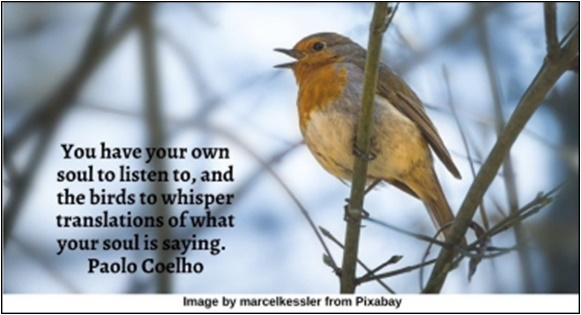 You have your own
soul to listen to, and
the birds to whisper
translations of what
your soul is saying.
Paolo Coelho
Image by marcelkessler from Pixabay